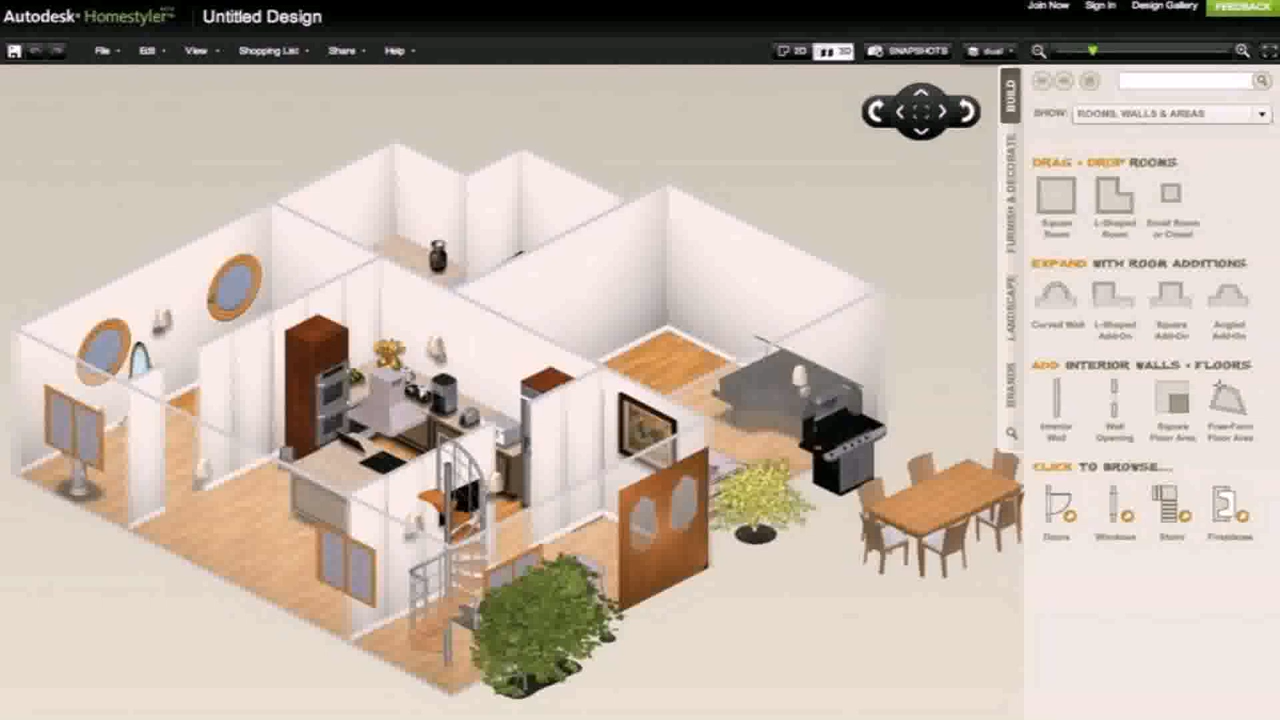 Autodesk Homestyler BETA Untitled Design
Join Now Sign In Design Gallery FEEDBACK
File Edit View Shopping List Share Help
2D 3D SNAPSHOTS dual
BUILD
FURNISH & DECORATE
LANDSCAPE
BRANDS
SHOW: ROOMS, WALLS & AREAS
DRAG + DROP ROOMS
Square Room
L-Shaped Room
Small Room or Closet
EXPAND WITH ROOM ADDITIONS
Curved Wall
L-Shaped Add-On
Square Add-On
Angled Add-On
ADD INTERIOR WALLS + FLOORS
Interior Wall
Wall Opening
Square Floor Area
Free-Form Floor Area
CLICK TO BROWSE...
Doors Windows Stairs Fireplaces